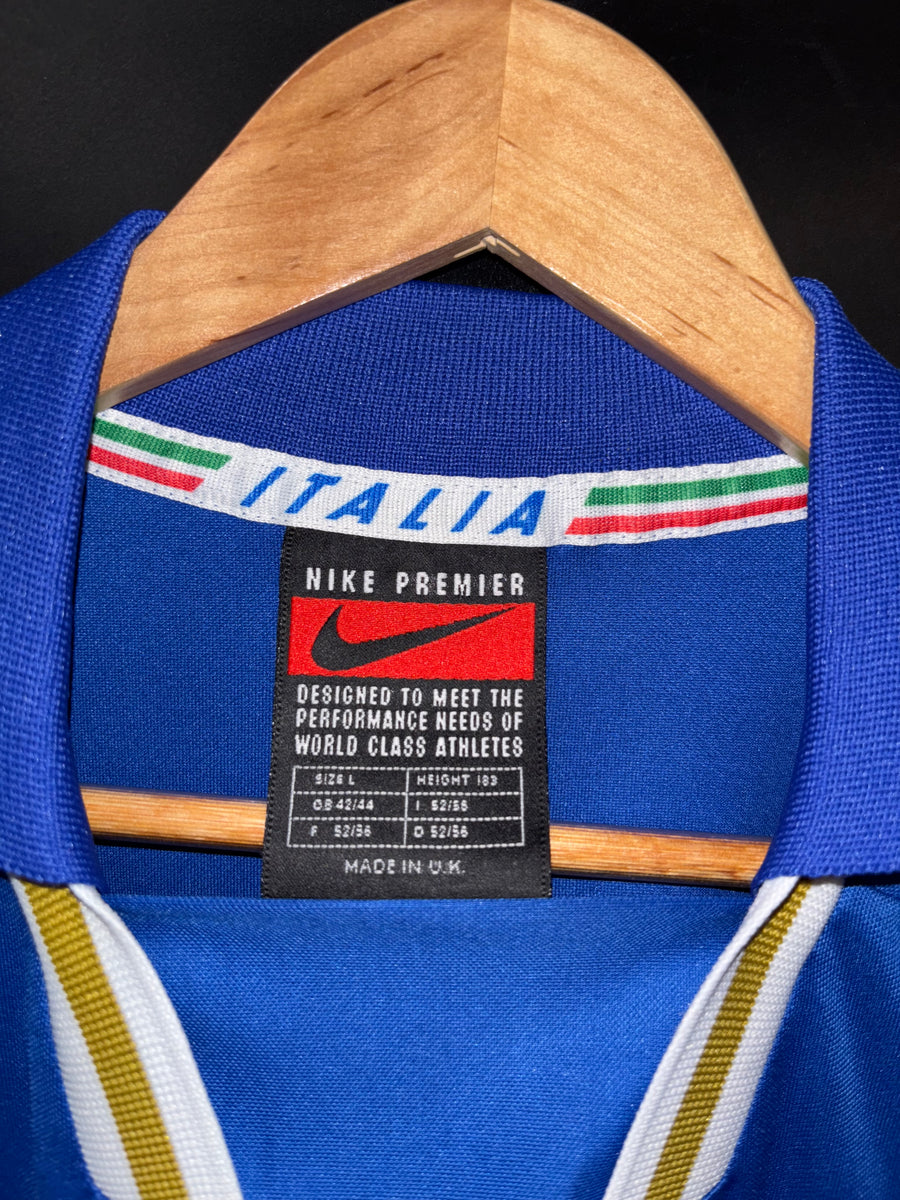 ITALIA
NIKE PREMIER
DESIGNED TO MEET THE
PERFORMANCE NEEDS OF
WORLD CLASS ATHLETES
SIZE L HEIGHT 183
GB 42/44 I 52/56
F 52/56 D 52/56
MADE IN U.K.